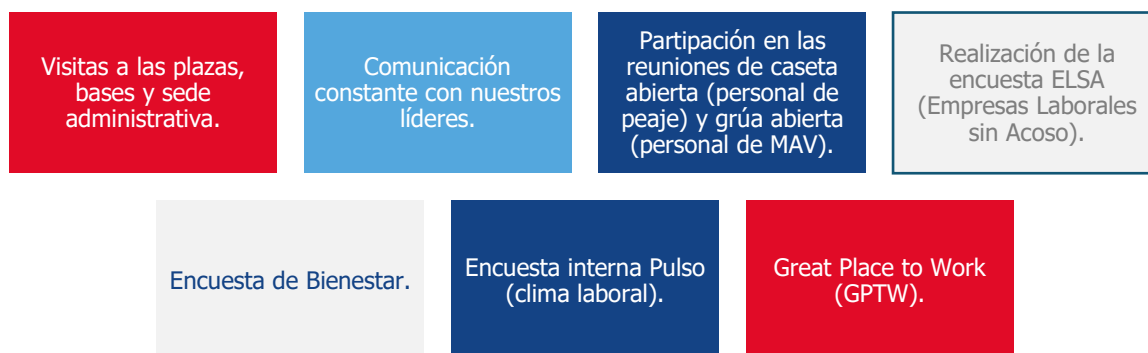 Visitas a las plazas,
bases y sede
administrativa.
Comunicación
constante con nuestros
líderes.
Partipación en las
reuniones de caseta
abierta (personal de
peaje) y grúa abierta
(personal de MAV).
Realización de la
encuesta ELSA
(Empresas Laborales
sin Acoso).
Encuesta de Bienestar.
Encuesta interna Pulso
(clima laboral).
Great Place to Work
(GPTW).